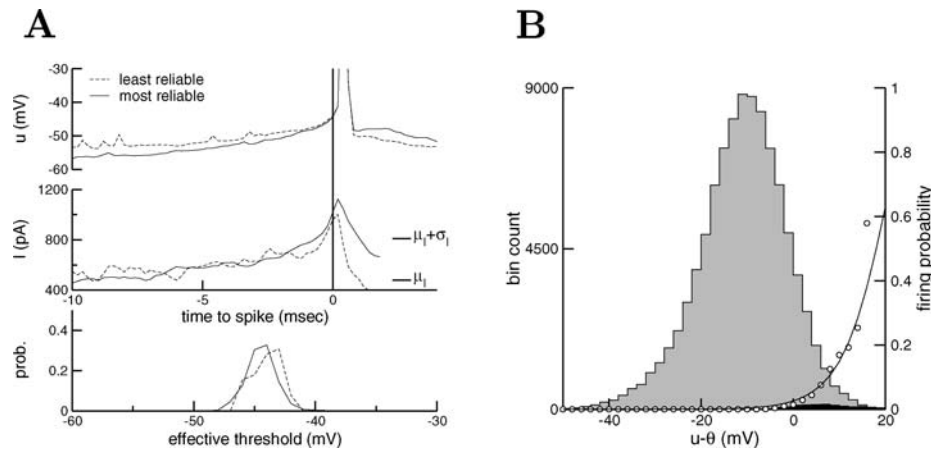 A
B
u (mV)
-30
-40
-50
-60
least reliable
most reliable
I (pA)
1200
800
400
μI+σI
μI
-10
-5
0
time to spike (msec)
prob.
0.4
0.2
0
-60
-50
-40
-30
effective threshold (mV)
bin count
9000
4500
0
-40
-20
0
20
u-θ (mV)
1
0.8
0.6
0.4
0.2
0
firing probability